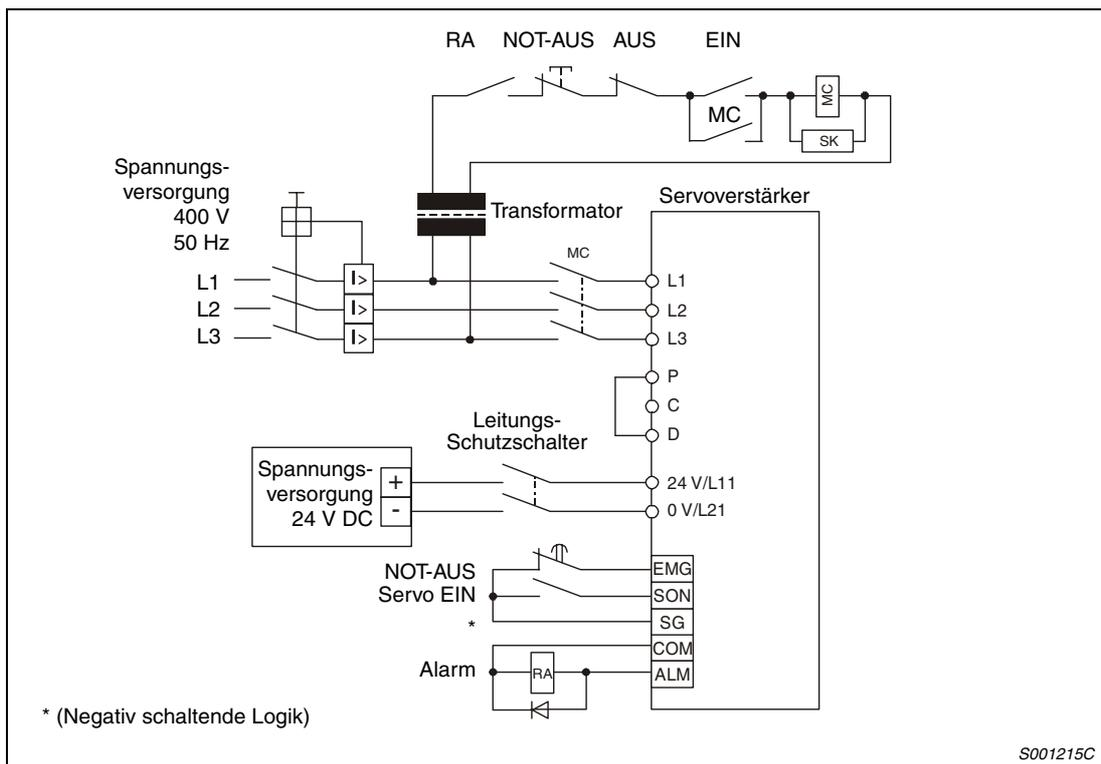 RA NOT-AUS AUS EIN
MC
MC
SK
Spannungs-
versorgung
400 V
50 Hz
Transformator
Servoverstärker
MC
L1 I> L1
L2 I> L2
L3 I> L3
P
C
D
Leitungs-
Schutzschalter
Spannungs-
versorgung
24 V DC
+
-
24 V/L11
0 V/L21
NOT-AUS EMG
Servo EIN SON
* SG
COM
Alarm RA ALM
* (Negativ schaltende Logik)
S001215C